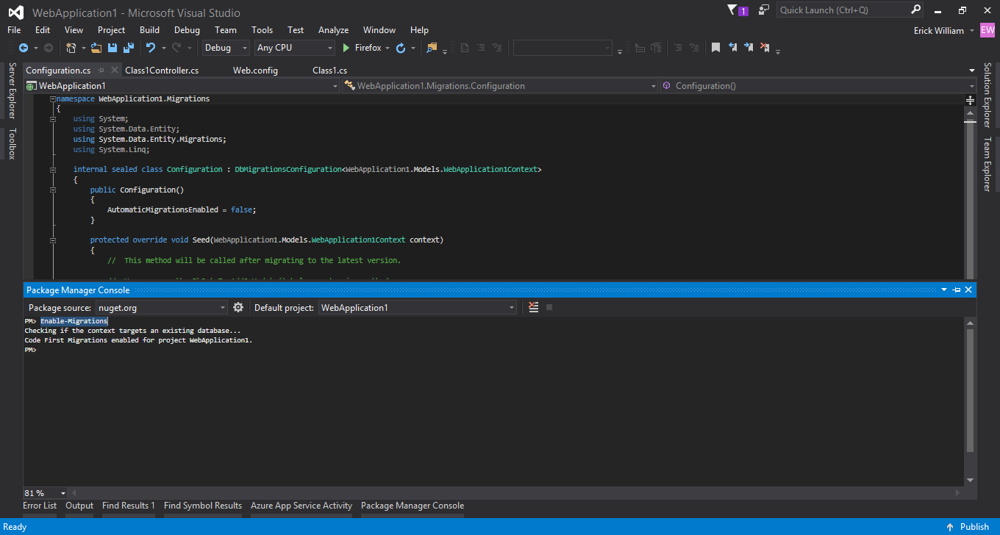 WebApplication1 - Microsoft Visual Studio
1
Quick Launch (Ctrl+Q)
File Edit View Project Build Debug Team Tools Test Analyze Window Help
Erick William EW
Debug Any CPU Firefox
Server Explorer
Toolbox
Configuration.cs Class1Controller.cs Web.config Class1.cs
WebApplication1 WebApplication1.Migrations.Configuration Configuration()
namespace WebApplication1.Migrations
{
using System;
using System.Data.Entity;
using System.Data.Entity.Migrations;
using System.Linq;
internal sealed class Configuration : DbMigrationsConfiguration<WebApplication1.Models.WebApplication1Context>
{
public Configuration()
{
AutomaticMigrationsEnabled = false;
}
protected override void Seed(WebApplication1.Models.WebApplication1Context context)
{
// This method will be called after migrating to the latest version.
Solution Explorer
Team Explorer
Package Manager Console
Package source: nuget.org Default project: WebApplication1
PM> Enable-Migrations
Checking if the context targets an existing database...
Code First Migrations enabled for project WebApplication1.
PM>
81 %
Error List Output Find Results 1 Find Symbol Results Azure App Service Activity Package Manager Console
Ready Publish